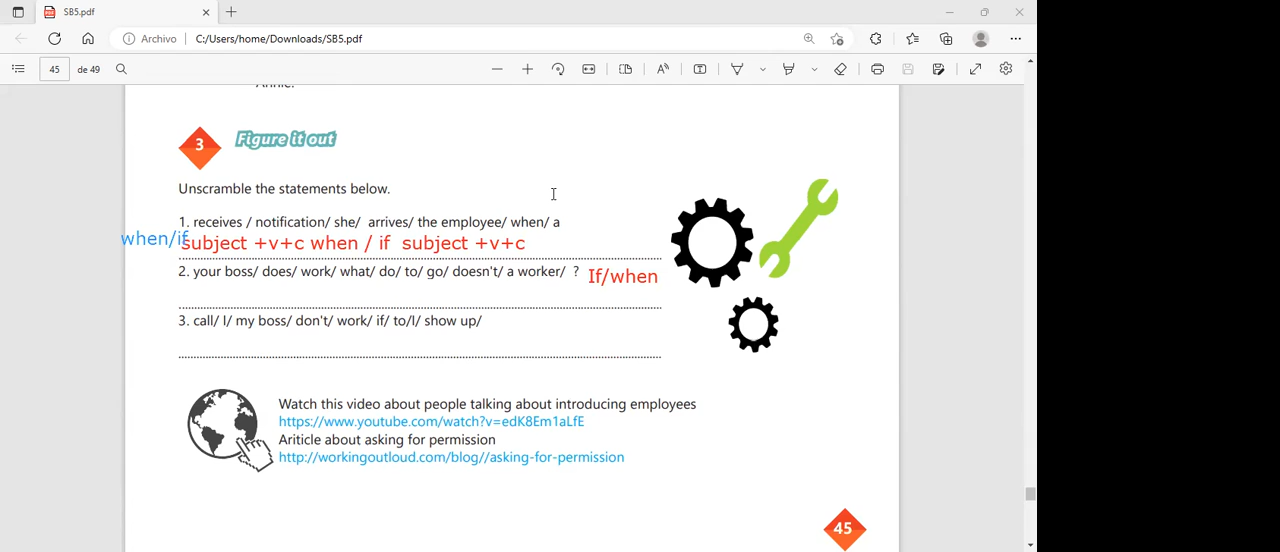 SB5.pdf
Archivo C:/Users/home/Downloads/SB5.pdf
45 de 49
Annie.
3 Figure it out
Unscramble the statements below.
1. receives / notification/ she/ arrives/ the employee/ when/ a
when/if subject +v+c when / if subject +v+c
2. your boss/ does/ work/ what/ do/ to/ go/ doesn't/ a worker/ ? If/when
3. call/ I/ my boss/ don't/ work/ if/ to/I/ show up/
Watch this video about people talking about introducing employees
https://www.youtube.com/watch?v=edK8Em1aLfE
Ariticle about asking for permission
http://workingoutloud.com/blog//asking-for-permission
45